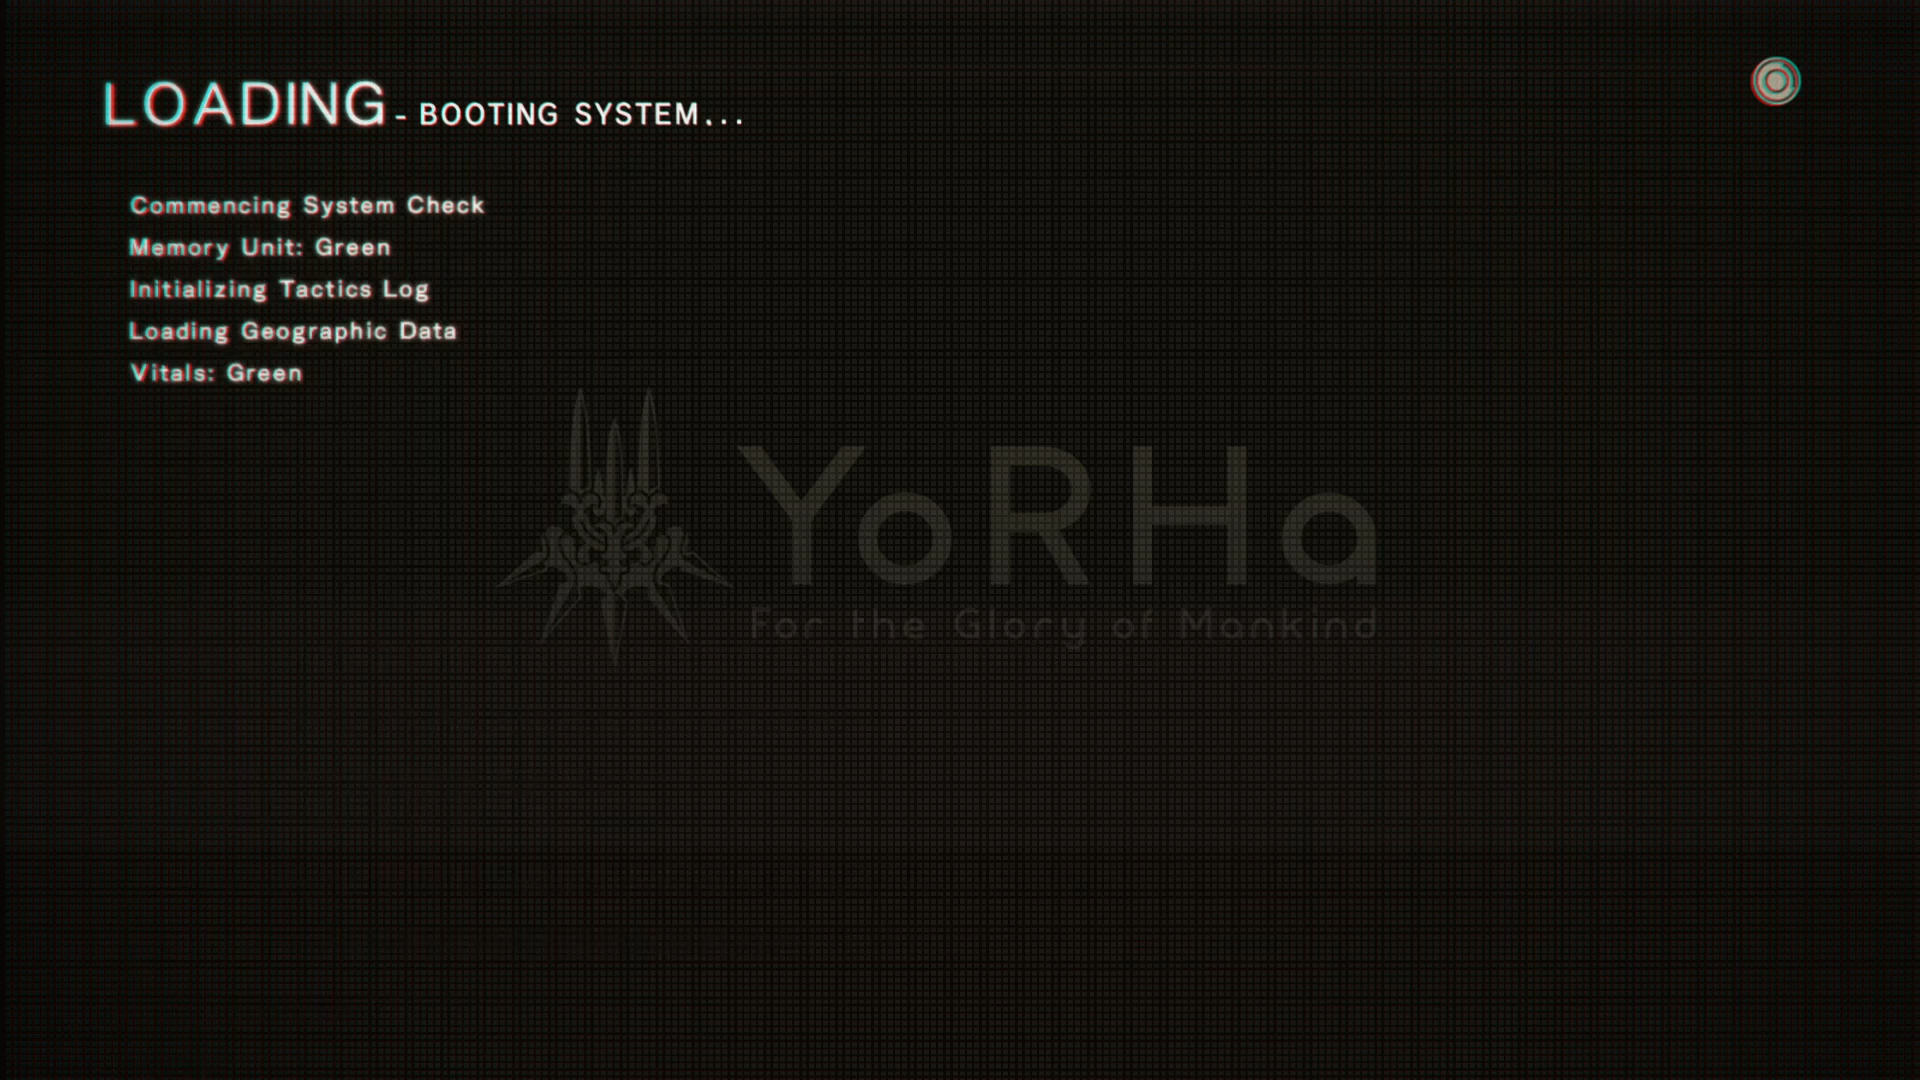 LOADING - BOOTING SYSTEM...
Commencing System Check
Memory Unit: Green
Initializing Tactics Log
Loading Geographic Data
Vitals: Green
YoRHa
For the Glory of Mankind